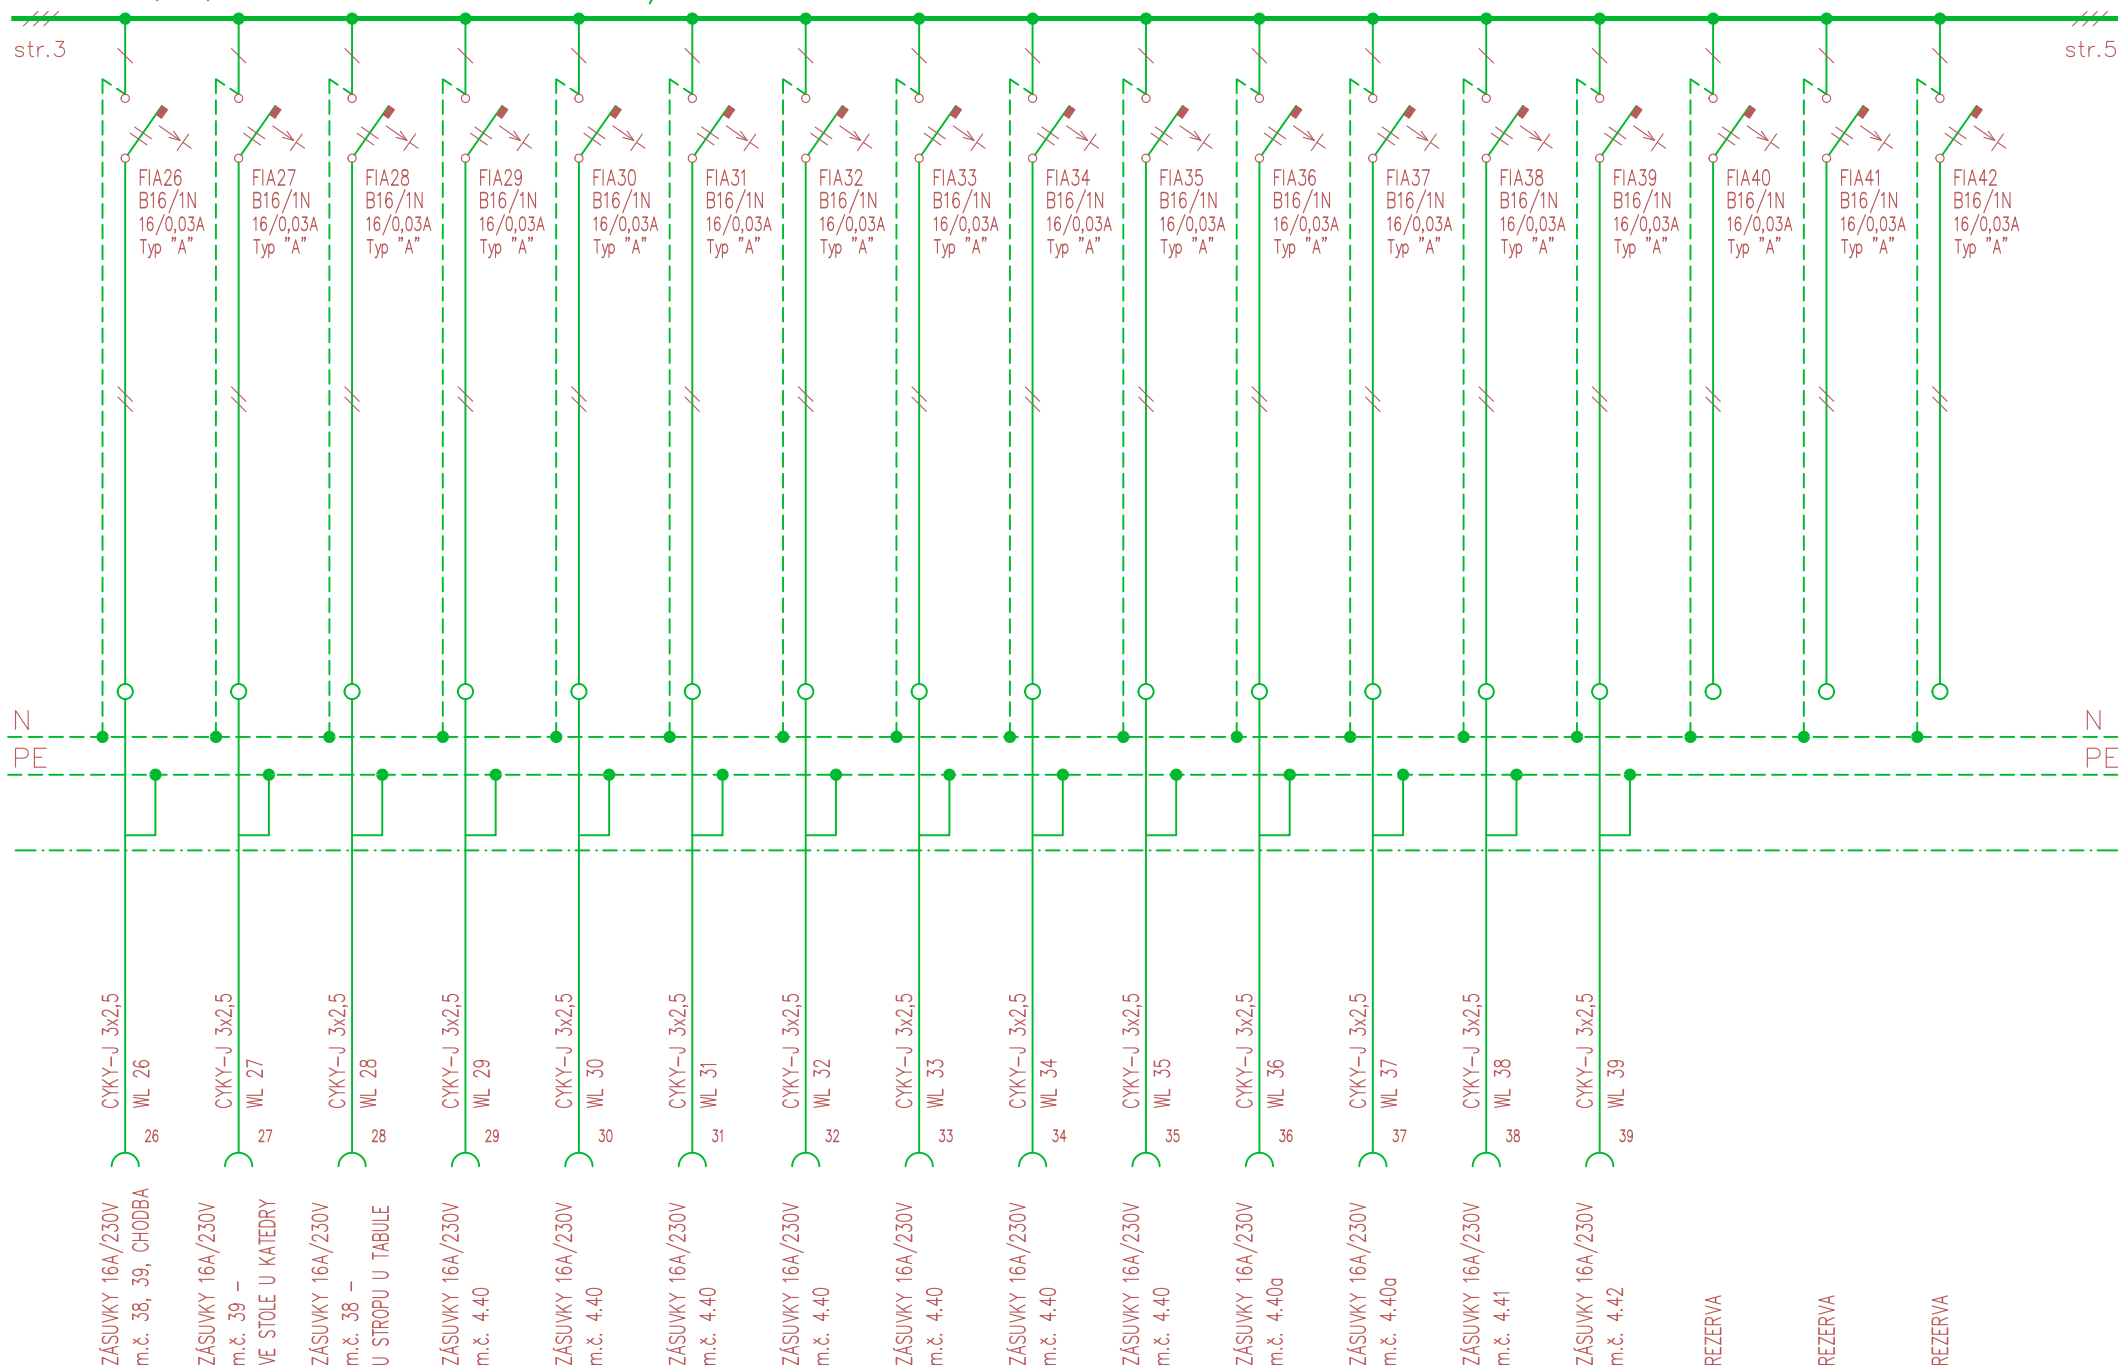 str.3
str.5
FIA26
B16/1N
16/0,03A
Typ "A"
FIA27
B16/1N
16/0,03A
Typ "A"
FIA28
B16/1N
16/0,03A
Typ "A"
FIA29
B16/1N
16/0,03A
Typ "A"
FIA30
B16/1N
16/0,03A
Typ "A"
FIA31
B16/1N
16/0,03A
Typ "A"
FIA32
B16/1N
16/0,03A
Typ "A"
FIA33
B16/1N
16/0,03A
Typ "A"
FIA34
B16/1N
16/0,03A
Typ "A"
FIA35
B16/1N
16/0,03A
Typ "A"
FIA36
B16/1N
16/0,03A
Typ "A"
FIA37
B16/1N
16/0,03A
Typ "A"
FIA38
B16/1N
16/0,03A
Typ "A"
FIA39
B16/1N
16/0,03A
Typ "A"
FIA40
B16/1N
16/0,03A
Typ "A"
FIA41
B16/1N
16/0,03A
Typ "A"
FIA42
B16/1N
16/0,03A
Typ "A"
N
N
PE
PE
CYKY-J 3x2,5
WL 26
CYKY-J 3x2,5
WL 27
CYKY-J 3x2,5
WL 28
CYKY-J 3x2,5
WL 29
CYKY-J 3x2,5
WL 30
CYKY-J 3x2,5
WL 31
CYKY-J 3x2,5
WL 32
CYKY-J 3x2,5
WL 33
CYKY-J 3x2,5
WL 34
CYKY-J 3x2,5
WL 35
CYKY-J 3x2,5
WL 36
CYKY-J 3x2,5
WL 37
CYKY-J 3x2,5
WL 38
CYKY-J 3x2,5
WL 39
26
27
28
29
30
31
32
33
34
35
36
37
38
39
ZÁSUVKY 16A/230V
m.č. 38, 39, CHODBA
ZÁSUVKY 16A/230V
m.č. 39 -
VE STOLE U KATEDRY
ZÁSUVKY 16A/230V
m.č. 38 -
U STROPU U TABULE
ZÁSUVKY 16A/230V
m.č. 4.40
ZÁSUVKY 16A/230V
m.č. 4.40
ZÁSUVKY 16A/230V
m.č. 4.40
ZÁSUVKY 16A/230V
m.č. 4.40
ZÁSUVKY 16A/230V
m.č. 4.40
ZÁSUVKY 16A/230V
m.č. 4.40
ZÁSUVKY 16A/230V
m.č. 4.40
ZÁSUVKY 16A/230V
m.č. 4.40a
ZÁSUVKY 16A/230V
m.č. 4.40a
ZÁSUVKY 16A/230V
m.č. 4.41
ZÁSUVKY 16A/230V
m.č. 4.42
REZERVA
REZERVA
REZERVA